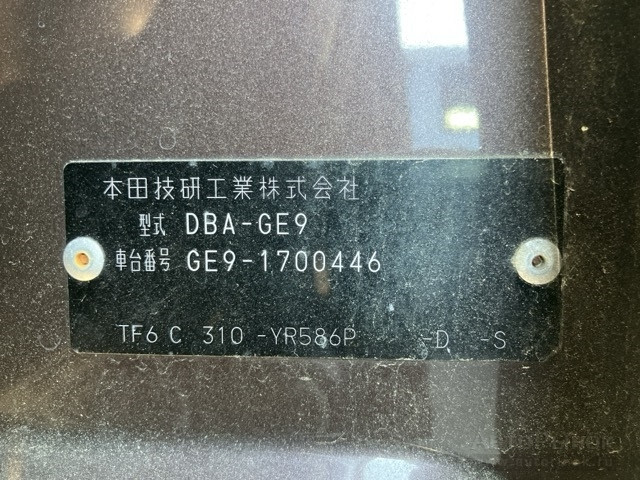 本田技研工業株式会社
型式 DBA-GE9
車台番号 GE9-1700446
TF6 C 310 -YR586P -D -S